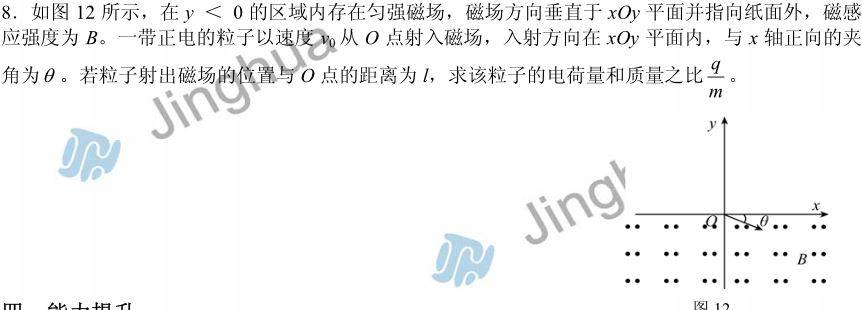 8．如图 12 所示，在 y ＜ 0 的区域内存在匀强磁场，磁场方向垂直于 xOy 平面并指向纸面外，磁感
应强度为 B。一带正电的粒子以速度 v₀ 从 O 点射入磁场，入射方向在 xOy 平面内，与 x 轴正向的夹
角为 θ 。若粒子射出磁场的位置与 O 点的距离为 l，求该粒子的电荷量和质量之比 q/m 。
Jinghua
Jingh
y
x
O
θ
B
四、能力提升
图 12